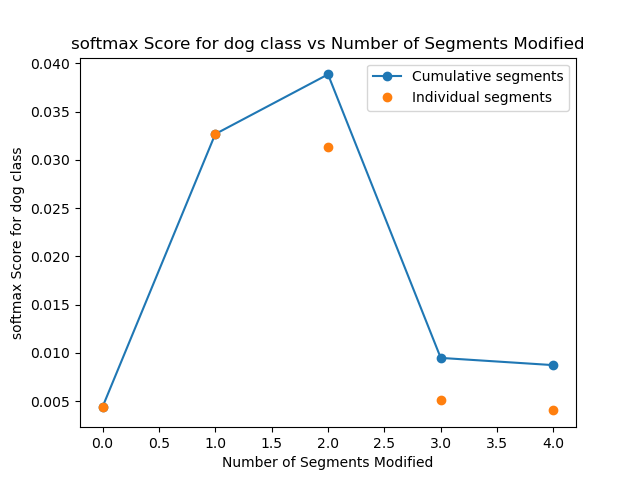 softmax Score for dog class vs Number of Segments Modified
Cumulative segments
Individual segments
softmax Score for dog class
0.040
0.035
0.030
0.025
0.020
0.015
0.010
0.005
0.0 0.5 1.0 1.5 2.0 2.5 3.0 3.5 4.0
Number of Segments Modified